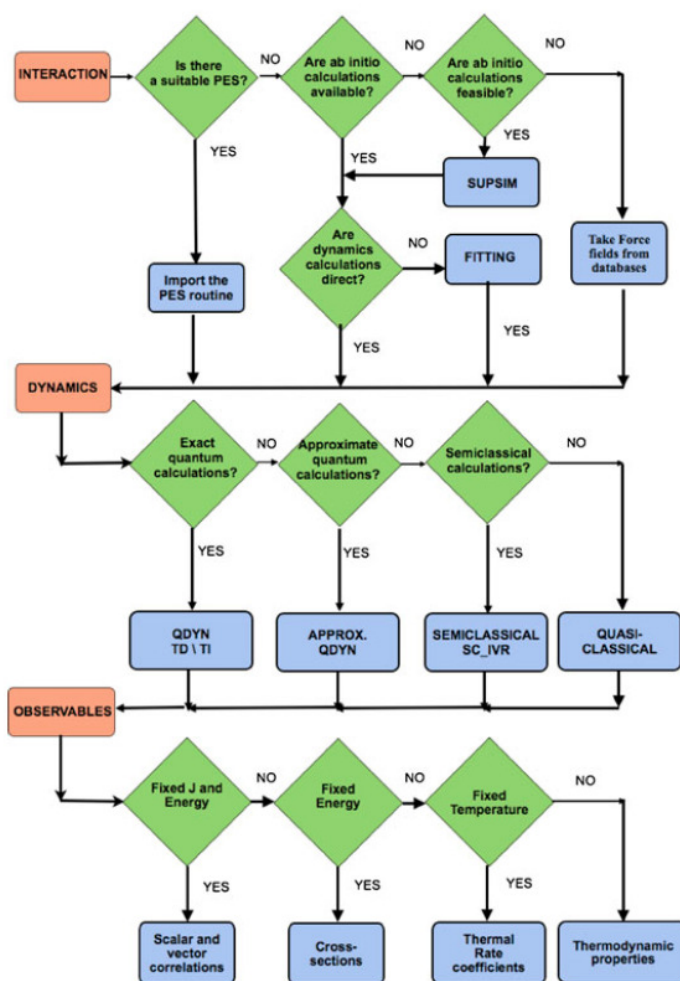 Is there
a suitable PES?
NO
Are ab initio
calculations
available?
NO
Are ab initio
calculations
feasible?
NO
INTERACTION
YES
YES
YES
SUPSIM
Are
dynamics
calculations
direct?
NO
FITTING
Take Force
fields from
databases
Import the
PES routine
YES
YES
DYNAMICS
Exact
quantum
calculations?
NO
Approximate
quantum
calculations?
NO
Semiclassical
calculations?
NO
YES
YES
YES
QDYN
TD \ TI
APPROX.
QDYN
SEMICLASSICAL
SC_IVR
QUASI-
CLASSICAL
OBSERVABLES
Fixed J and
Energy
NO
Fixed
Energy
NO
Fixed
Temperature
NO
YES
YES
YES
Scalar and
vector
correlations
Cross-
sections
Thermal
Rate
coefficients
Thermodynamic
properties